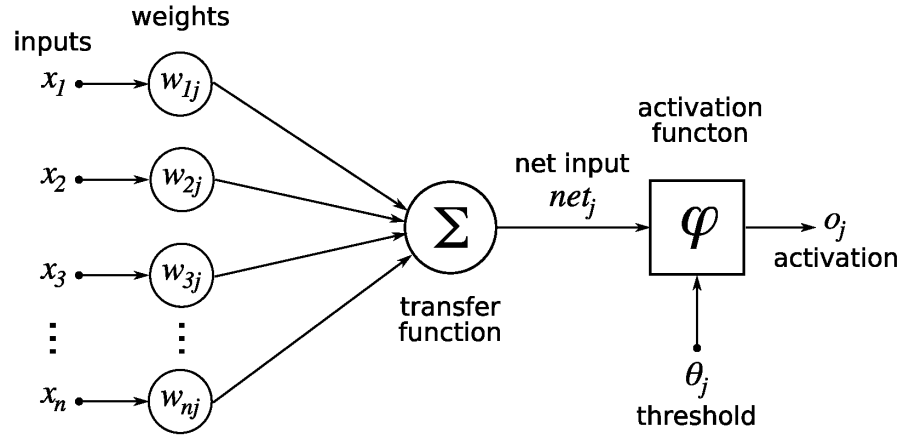 weights
inputs
x1 w1j
activation
functon
x2 w2j
net input
netj
Σ
φ
oj
activation
x3 w3j
transfer
function
θj
threshold
xn wnj